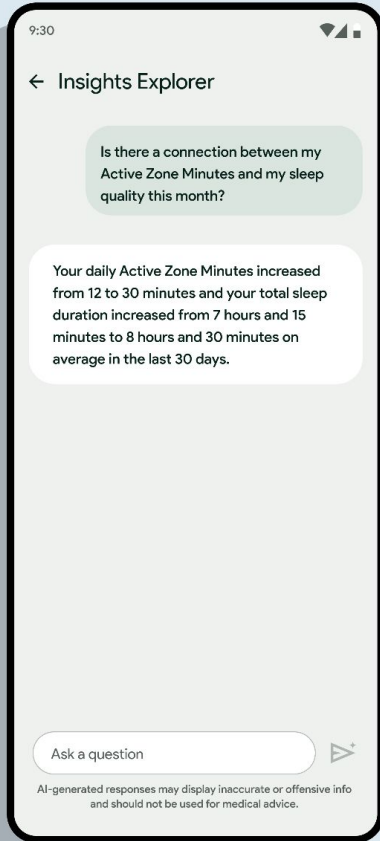 9:30
Insights Explorer
Is there a connection between my
Active Zone Minutes and my sleep
quality this month?
Your daily Active Zone Minutes increased
from 12 to 30 minutes and your total sleep
duration increased from 7 hours and 15
minutes to 8 hours and 30 minutes on
average in the last 30 days.
Ask a question
AI-generated responses may display inaccurate or offensive info
and should not be used for medical advice.